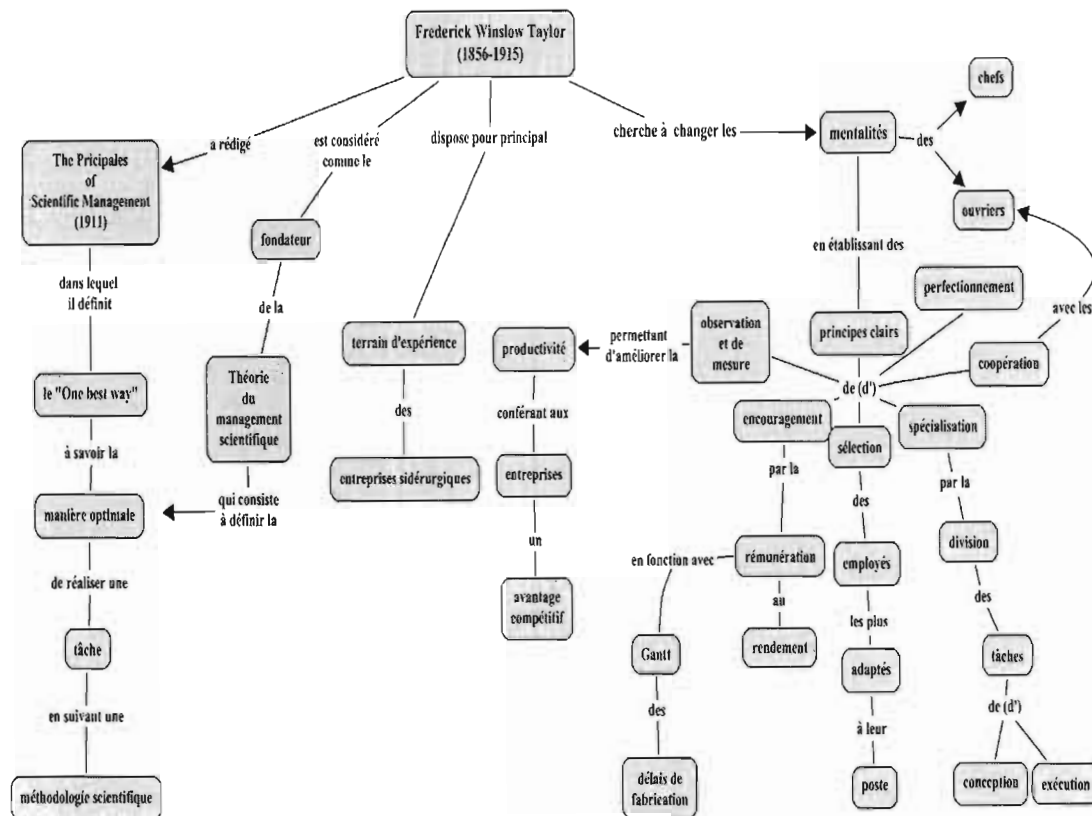 Frederick Winslow Taylor
(1856-1915)
a rédigé
est considéré
comme le
dispose pour principal
cherche à changer les
mentalités
des
chefs
ouvriers
The Pricipales
of
Scientific Management
(1911)
fondateur
en établissant des
dans lequel
il définit
de la
terrain d'expérience
productivité
permettant
d'améliorer la
observation
et de
mesure
principes clairs
perfectionnement
avec les
coopération
de (d')
le "One best way"
Théorie
du
management
scientifique
des
conférant aux
encouragement
sélection
spécialisation
à savoir la
entreprises sidérurgiques
entreprises
par la
des
par la
manière optimale
qui consiste
à définir la
un
en fonction avec
rémunération
employés
division
de réaliser une
avantage
compétitif
au
les plus
des
tâche
Gantt
rendement
adaptés
tâches
en suivant une
des
à leur
de (d')
méthodologie scientifique
délais de
fabrication
poste
conception
exécution